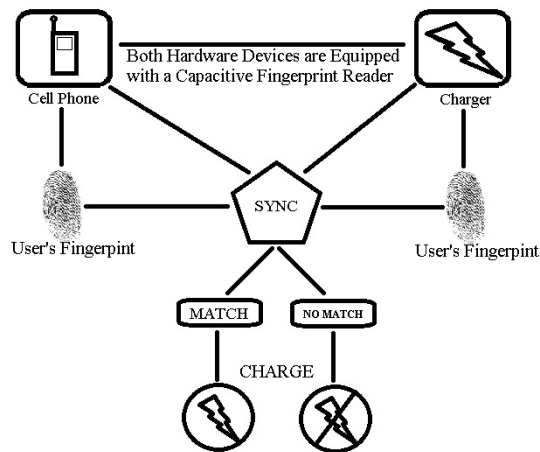 Both Hardware Devices are Equipped
with a Capacitive Fingerprint Reader
Cell Phone
Charger
SYNC
User's Fingerpint
User's Fingerpint
MATCH
NO MATCH
CHARGE